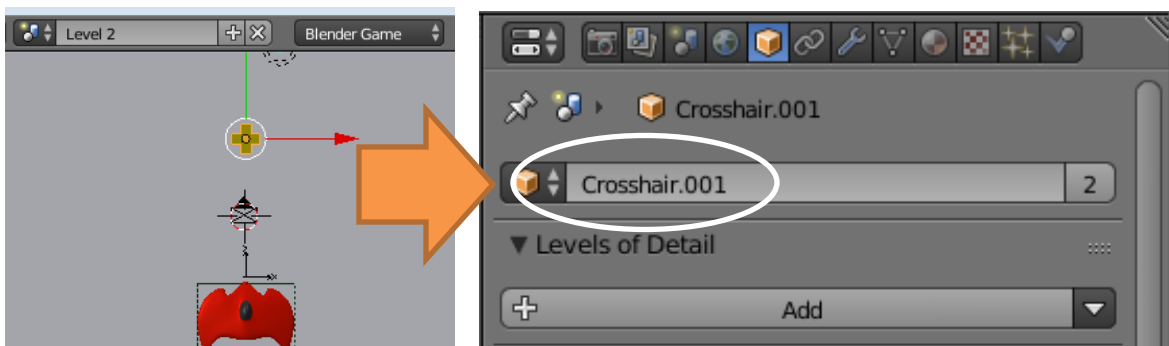 Level 2
Blender Game
Crosshair.001
Crosshair.001
2
Levels of Detail
Add